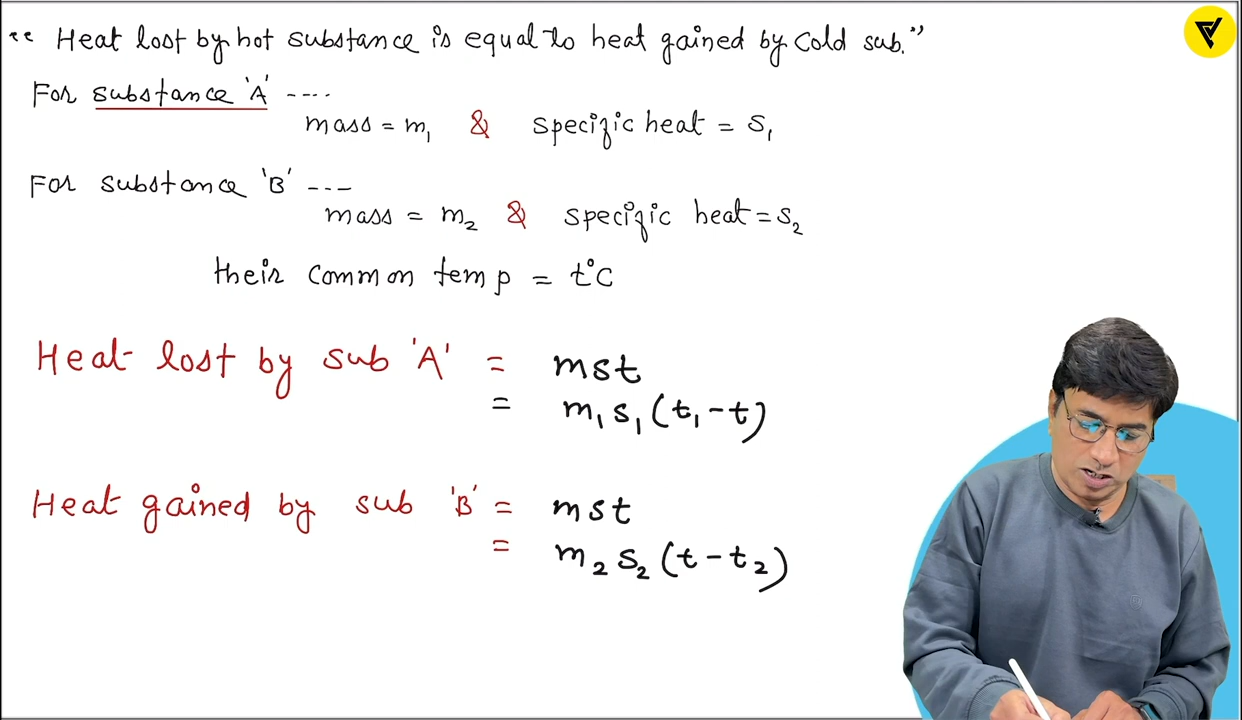 "Heat lost by hot substance is equal to heat gained by cold sub."
For substance 'A' ----
mass = m₁ & specific heat = s₁
For substance 'B' ----
mass = m₂ & specific heat = s₂
their common temp = t°C
Heat lost by sub 'A' = mst
= m₁s₁(t₁-t)
Heat gained by sub 'B' = mst
= m₂s₂(t-t₂)